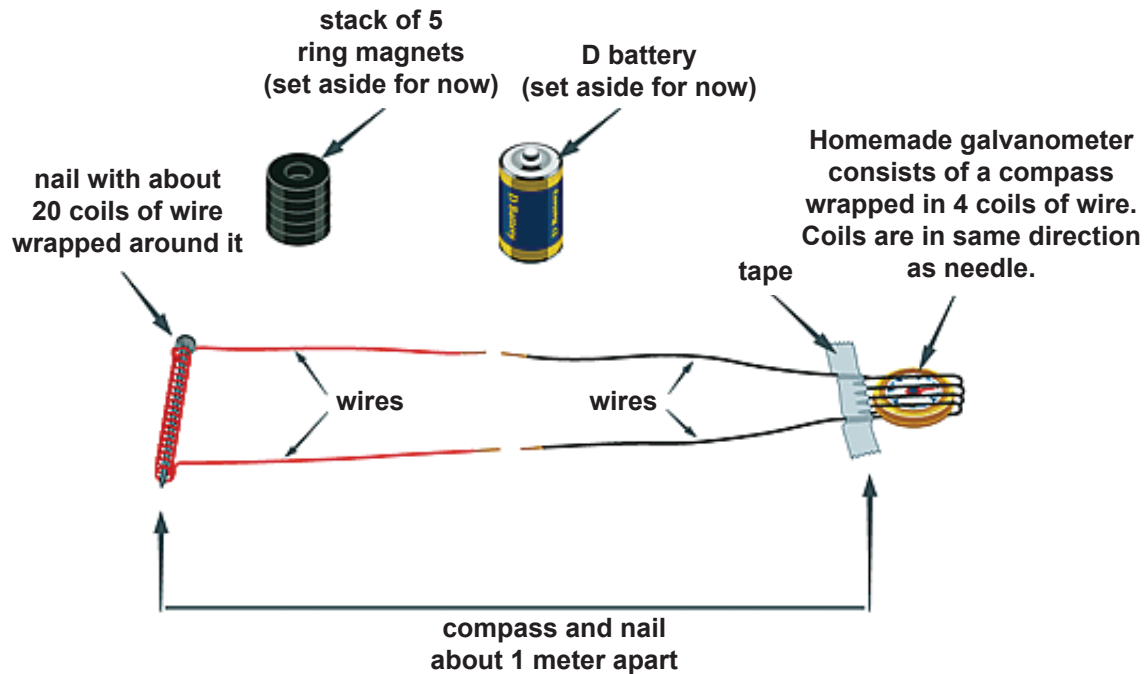 stack of 5
ring magnets
(set aside for now)
D battery
(set aside for now)
Homemade galvanometer
consists of a compass
wrapped in 4 coils of wire.
Coils are in same direction
as needle.
nail with about
20 coils of wire
wrapped around it
D Battery
tape
wires
wires
compass and nail
about 1 meter apart